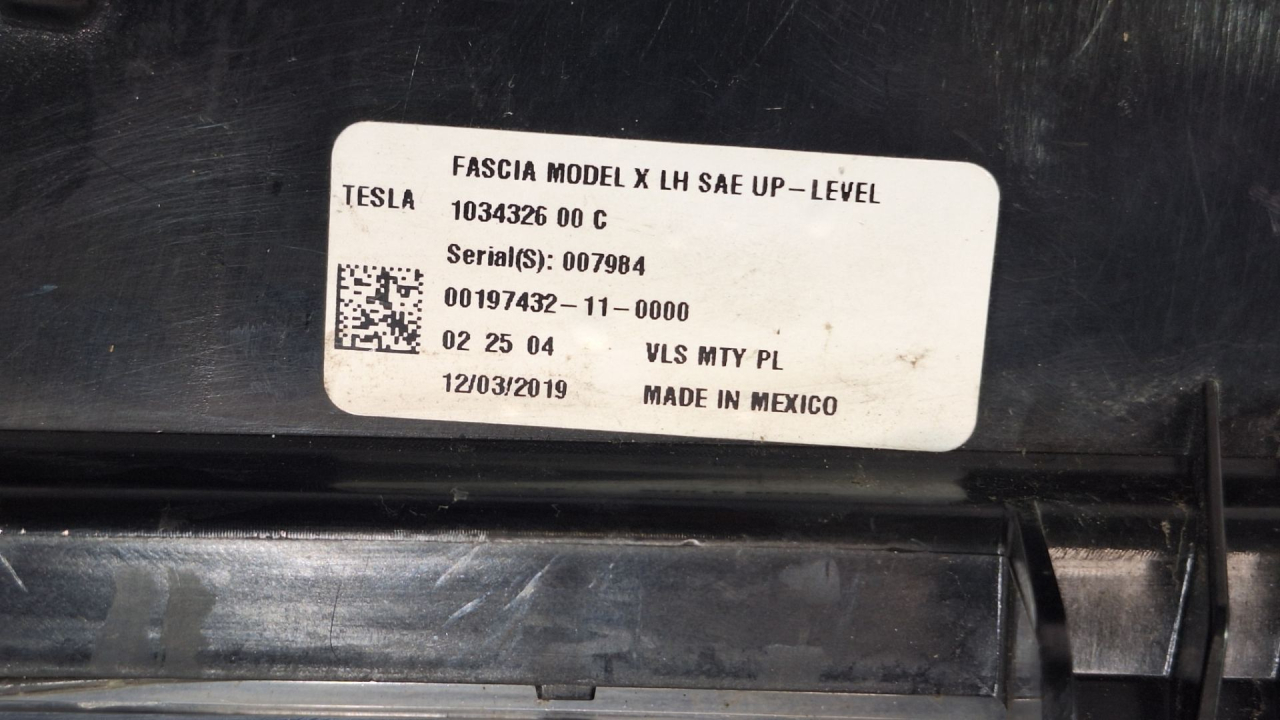 FASCIA MODEL X LH SAE UP-LEVEL
TESLA
1034326 00 C
Serial(S): 007984
00197432-11-0000
02 25 04 VLS MTY PL
12/03/2019 MADE IN MEXICO